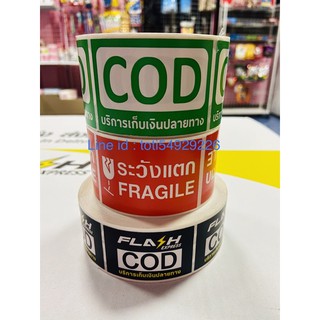 COD
บริการเก็บเงินปลายทาง
Line id : toti54929226
ระวังแตก
FRAGILE
FLASH
EXPRESS
COD
บริการเก็บเงินปลายทาง